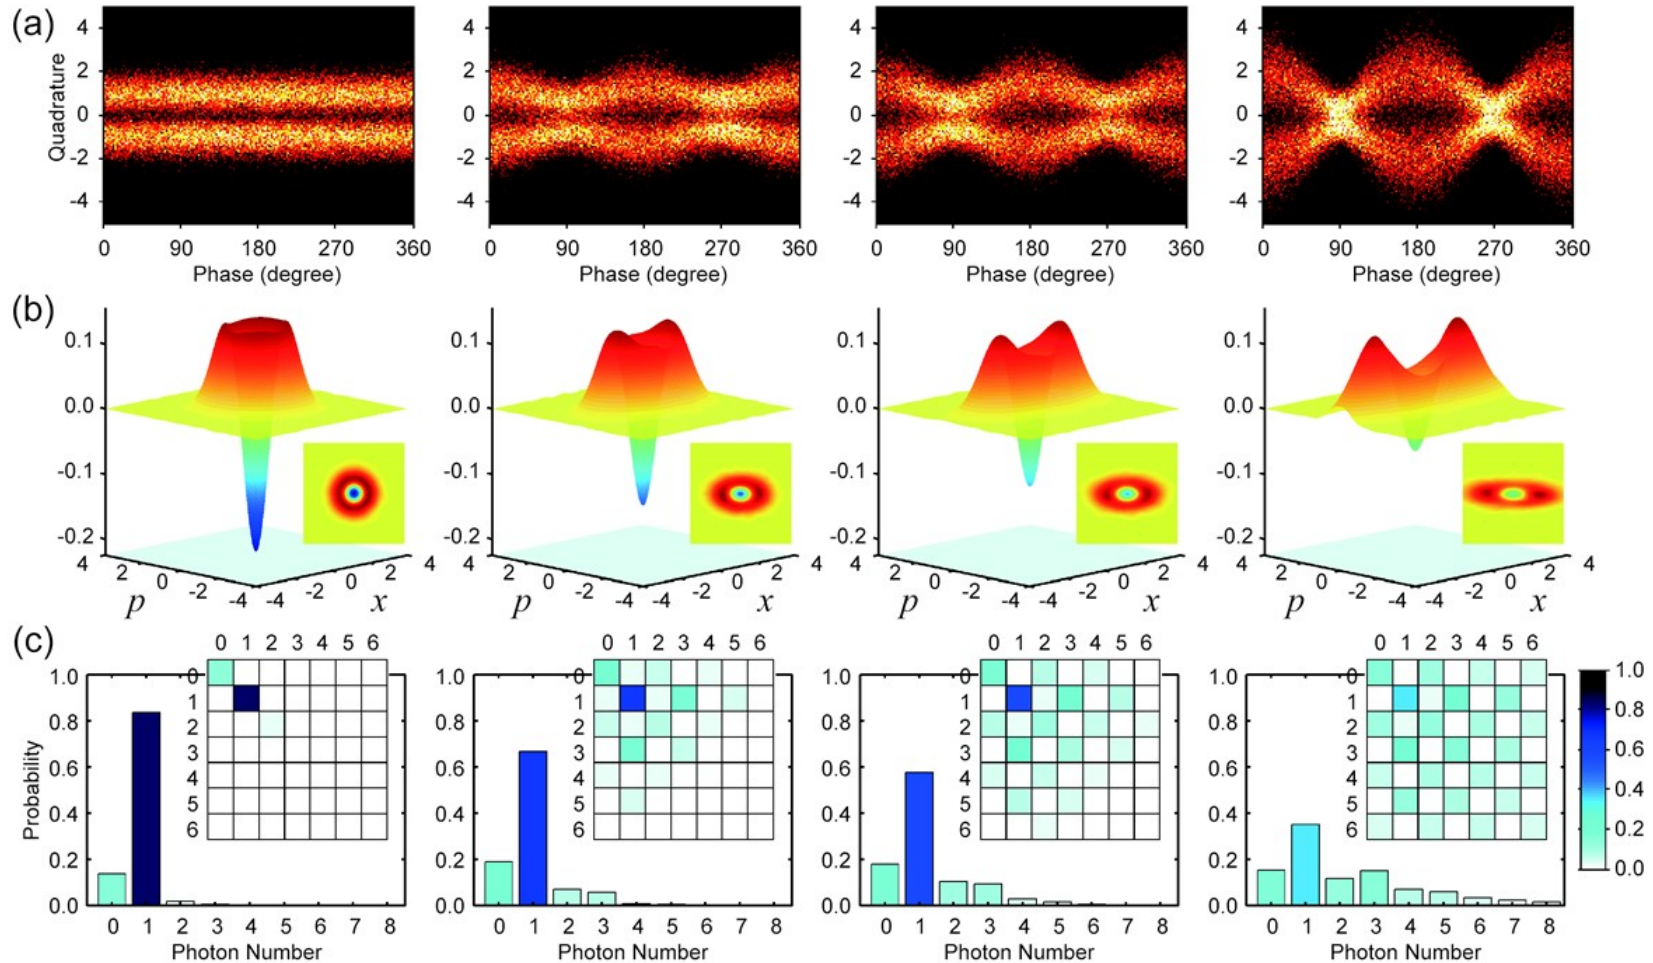 (a)
Quadrature
4 4 4 4
2 2 2 2
0 0 0 0
-2 -2 -2 -2
-4 -4 -4 -4
0 90 180 270 360 0 90 180 270 360 0 90 180 270 360 0 90 180 270 360
Phase (degree) Phase (degree) Phase (degree) Phase (degree)
(b)
0.1 0.1 0.1 0.1
0.0 0.0 0.0 0.0
-0.1 -0.1 -0.1 -0.1
-0.2 -0.2 -0.2 -0.2
4 2 0 -2 -4 -4 -2 0 2 4 4 2 0 -2 -4 -4 -2 0 2 4 4 2 0 -2 -4 -4 -2 0 2 4 4 2 0 -2 -4 -4 -2 0 2 4
p x p x p x p x
(c)
0 1 2 3 4 5 6 0 1 2 3 4 5 6 0 1 2 3 4 5 6 0 1 2 3 4 5 6
Probability
1.0 0 1.0 0 1.0 0 1.0 0 1.0
1 1 1 1
0.8 2 0.8 2 0.8 2 0.8 2 0.8
0.6 3 0.6 3 0.6 3 0.6 3 0.6
4 4 4 4
0.4 5 0.4 5 0.4 5 0.4 5 0.4
6 6 6 6
0.2 0.2 0.2 0.2 0.2
0.0 0.0 0.0 0.0 0.0
0 1 2 3 4 5 6 7 8 0 1 2 3 4 5 6 7 8 0 1 2 3 4 5 6 7 8 0 1 2 3 4 5 6 7 8
Photon Number Photon Number Photon Number Photon Number